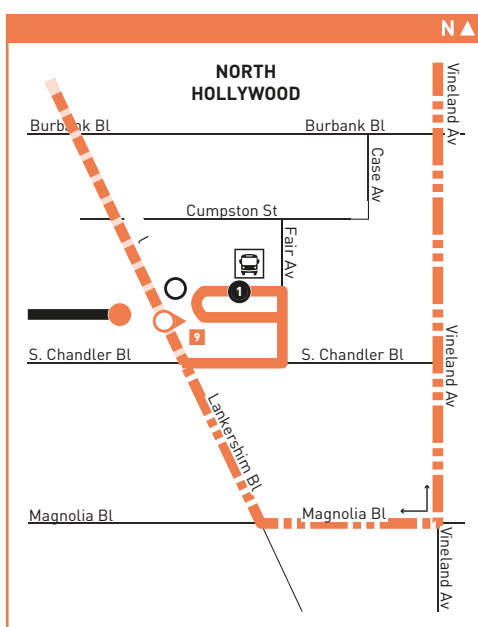 N
NORTH
HOLLYWOOD
Vineland Av
Burbank Bl
Burbank Bl
Case Av
Cumpston St
Fair Av
1
9
S. Chandler Bl
S. Chandler Bl
Vineland Av
Lankershim Bl
Magnolia Bl
Magnolia Bl
Vineland Av